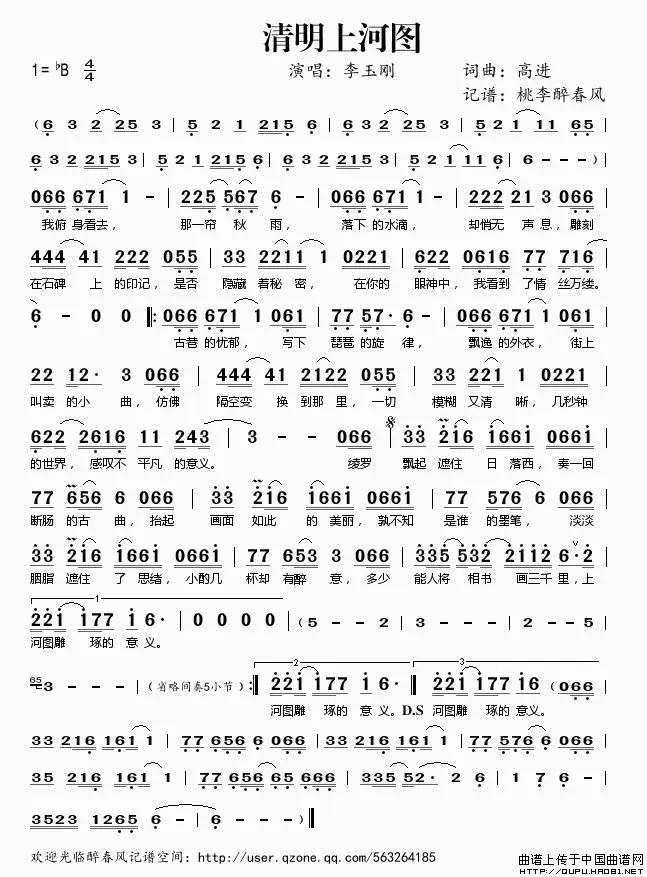 清明上河图
1=♭B 4/4 演唱：李玉刚 词曲：高进
记谱：桃李醉春风
(6 3 2 25 3 | 5 2 1 215 6 | 6 3 2 25 3 | 5 2 1 11 65 |
6 3 2 215 3 | 5 2 1 215 6 | 6 3 2 215 3 | 5 2 11 6 | 6 - - - )|
066 671 1 - | 225 567 6 - | 066 671 1 - | 222 21 3 066 |
我俯 身看去， 那一帘 秋 雨， 落下 的水滴， 却悄无 声 息，雕刻
444 41 222 055 | 33 221 11 1 0221 | 622 0616 77 716 |
在石碑 上 的印记，是否 隐藏 着秘 密， 在你的 眼神中，我看到 了情 丝万缕。
6 - 0 0 ‖: 066 671 1 061 | 77 57· 6 - | 066 671 1 061 |
古巷 的忧郁， 写下 琵琶 的旋 律， 飘逸 的外衣， 街上
22 12· 3 066 | 444 41 2122 055 | 33 221 1 0221 |
叫卖 的小 曲，仿佛 隔空变 换 到那 里，一切 模糊 又清 晰，几秒钟
622 2616 11 243 | 3 - - 066 | 33 216 1661 0661 |
的世界，感叹不 平凡 的意义。 绫罗 飘起 遮住 日 落西，奏一回
77 656 6 066 | 33 216 1661 0661 | 77 576 6 066 |
断肠 的古 曲，抬起 画面 如此 的 美丽，孰不知 是谁 的墨笔， 淡淡
33 216 1661 0661 | 77 653 3 066 | 335 532 2112 6·2 |
胭脂 遮住 了 思绪，小酌几 杯却 有醉 意，多少 能人将 相书 画三千 里，上
1
221 177 1 6· | 0 0 0 0 | (5 - - 2 | 3 - - - | 2 - - 5 |
河图雕 琢的 意 义。
65 3 - - - | (省略间奏5小节) :‖ 2 221 177 1 6· :‖ 3 221 177 16 (066 |
河图雕 琢的 意 义。D.S 河图雕 琢的 意义。
33 216 161 1 | 77 656 6 066 | 33 216 161 1 | 77 576 6 066 |
35 216 161 1 | 77 656 65 666 | 335 52· 2 6 | 1 2 5 7 |
3523 1265 6 - | 6 - - - )‖
欢迎光临醉春风记谱空间：http://user.qzone.qq.com/563264185
曲谱上传于中国曲谱网
http://QUPU.HAO81.NET